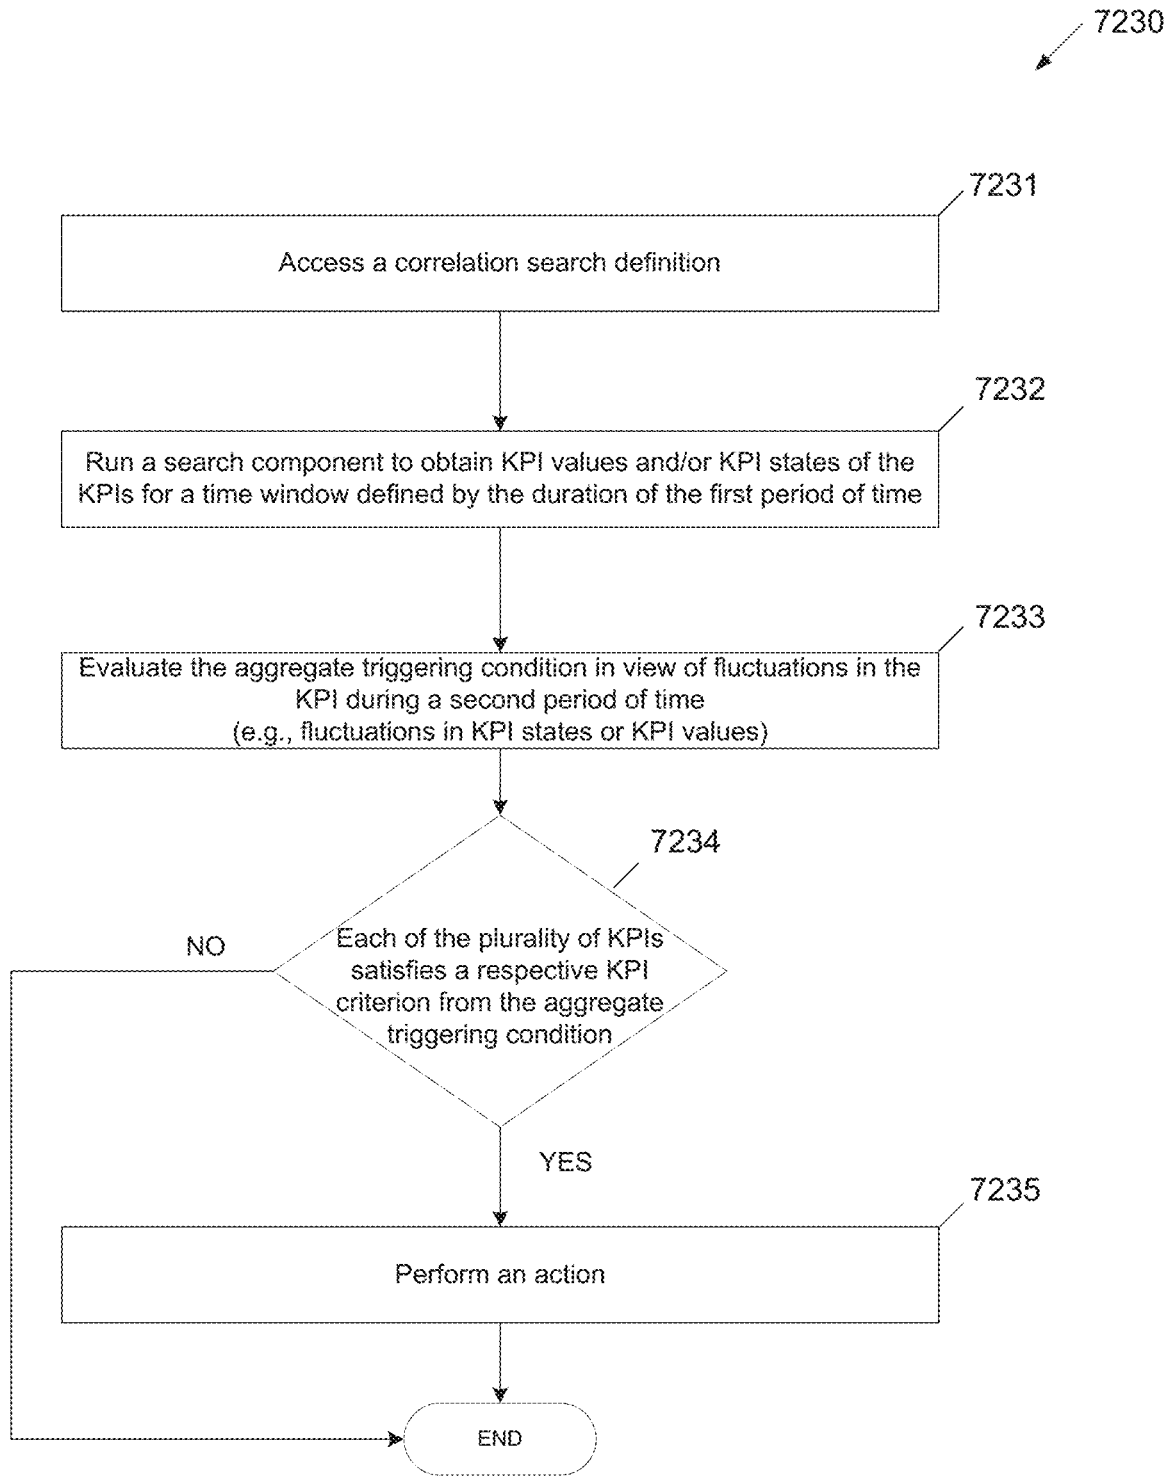 7230
7231
Access a correlation search definition
7232
Run a search component to obtain KPI values and/or KPI states of the
KPIs for a time window defined by the duration of the first period of time
7233
Evaluate the aggregate triggering condition in view of fluctuations in the
KPI during a second period of time
(e.g., fluctuations in KPI states or KPI values)
7234
NO
Each of the plurality of KPIs
satisfies a respective KPI
criterion from the aggregate
triggering condition
YES
7235
Perform an action
END